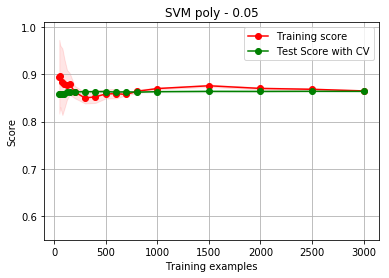 SVM poly - 0.05
Training score
Test Score with CV
1.0
0.9
0.8
0.7
0.6
Score
0
500
1000
1500
2000
2500
3000
Training examples